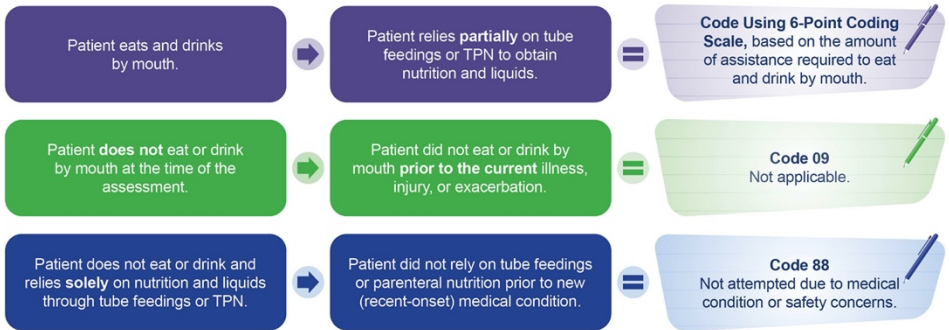 Patient eats and drinks
by mouth.
Patient relies partially on tube
feedings or TPN to obtain
nutrition and liquids.
Code Using 6-Point Coding
Scale, based on the amount
of assistance required to eat
and drink by mouth.
Patient does not eat or drink
by mouth at the time of the
assessment.
Patient did not eat or drink by
mouth prior to the current illness,
injury, or exacerbation.
Code 09
Not applicable.
Patient does not eat or drink and
relies solely on nutrition and liquids
through tube feedings or TPN.
Patient did not rely on tube feedings
or parenteral nutrition prior to new
(recent-onset) medical condition.
Code 88
Not attempted due to medical
condition or safety concerns.